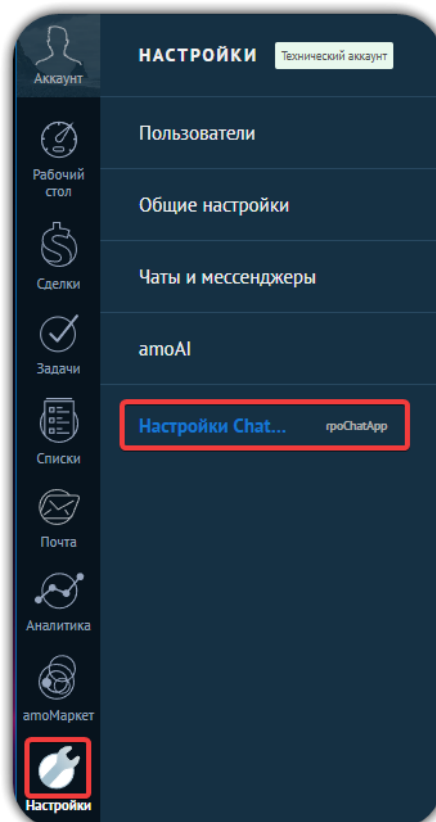 Аккаунт
Рабочий
стол
Сделки
Задачи
Списки
Почта
Аналитика
amoМаркет
Настройки
НАСТРОЙКИ Технический аккаунт
Пользователи
Общие настройки
Чаты и мессенджеры
amoAI
Настройки Chat... rpoChatApp